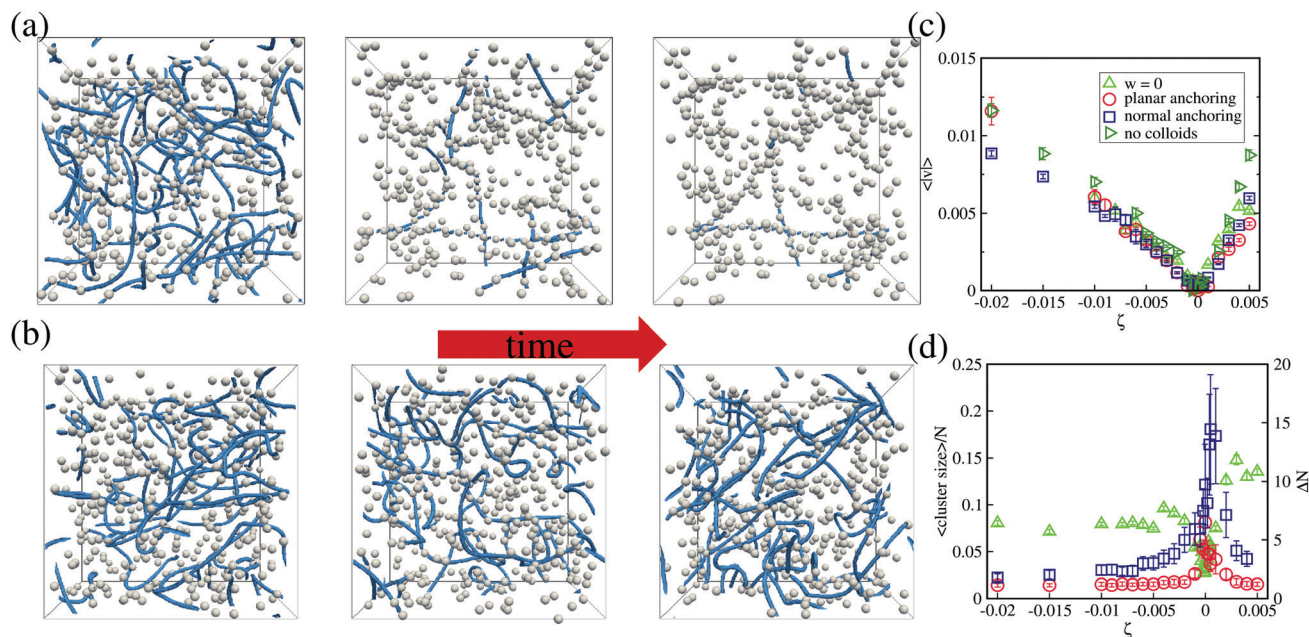 (a)
(b)
time
(c)
0.015
0.01
0.005
0
<|v|>
w = 0
planar anchoring
normal anchoring
no colloids
-0.02 -0.015 -0.01 -0.005 0 0.005
ζ
(d)
0.25
0.2
0.15
0.1
0.05
0
<cluster size>/N
20
15
10
5
0
ΔN
-0.02 -0.015 -0.01 -0.005 0 0.005
ζ